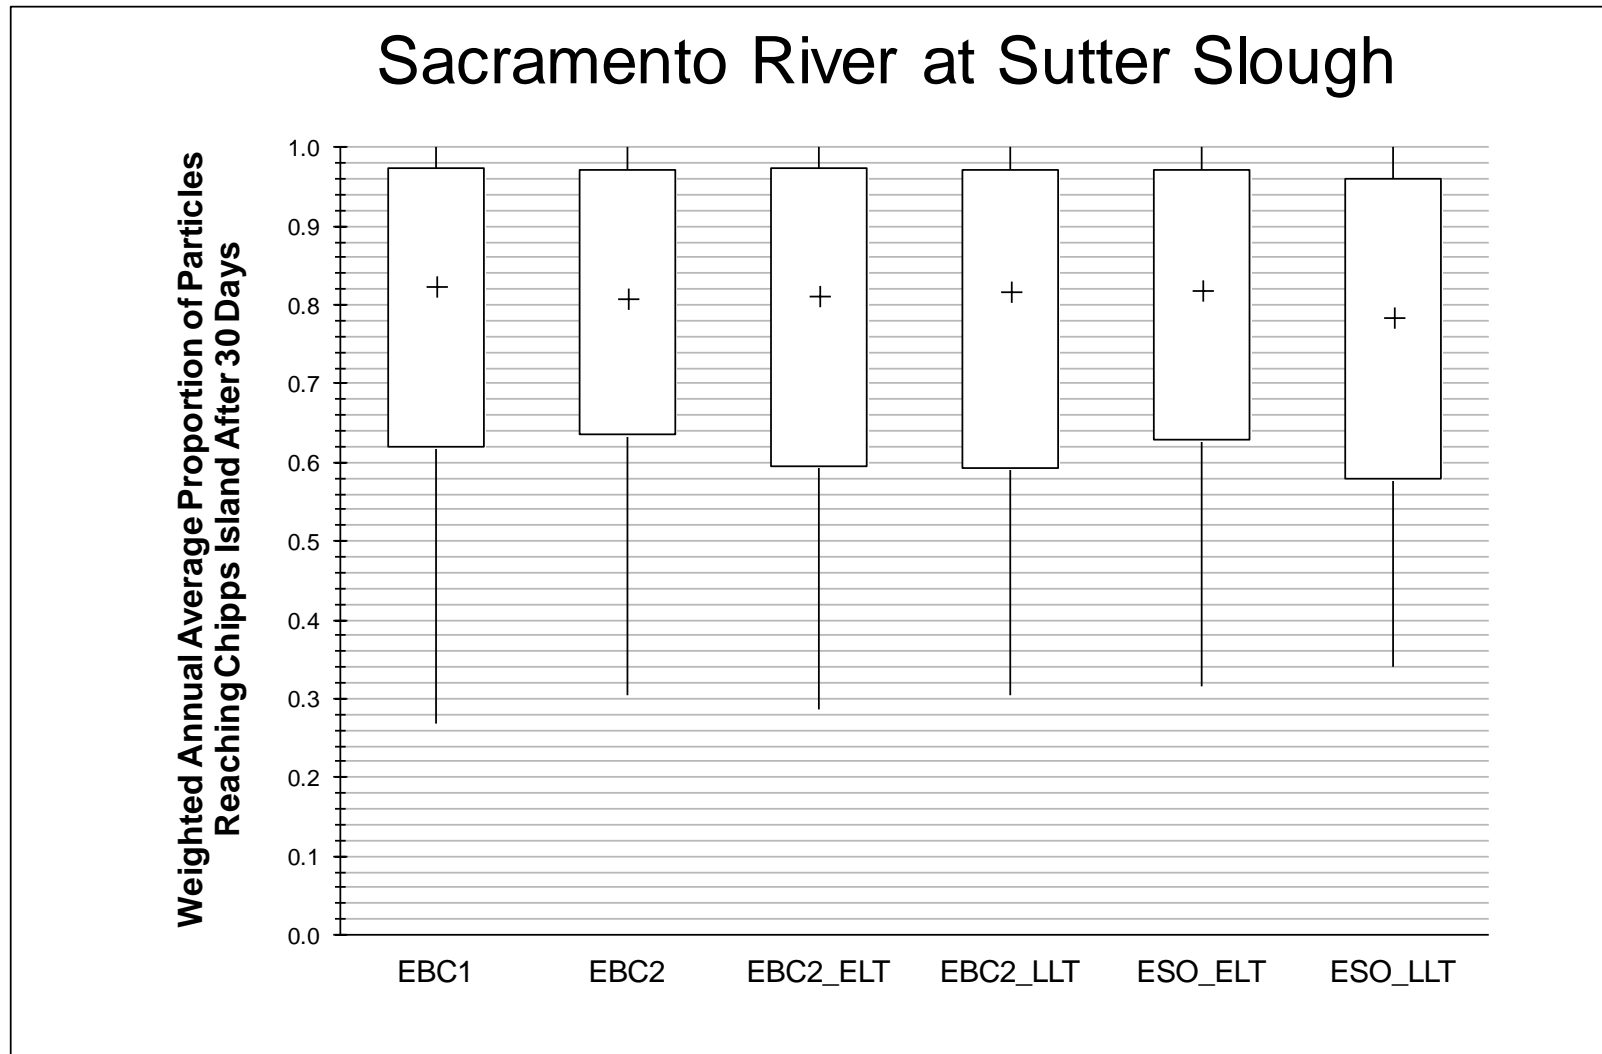 Sacramento River at Sutter Slough
Weighted Annual Average Proportion of Particles
Reaching Chipps Island After 30 Days
1.0
0.9
0.8
0.7
0.6
0.5
0.4
0.3
0.2
0.1
0.0
EBC1 EBC2 EBC2_ELT EBC2_LLT ESO_ELT ESO_LLT